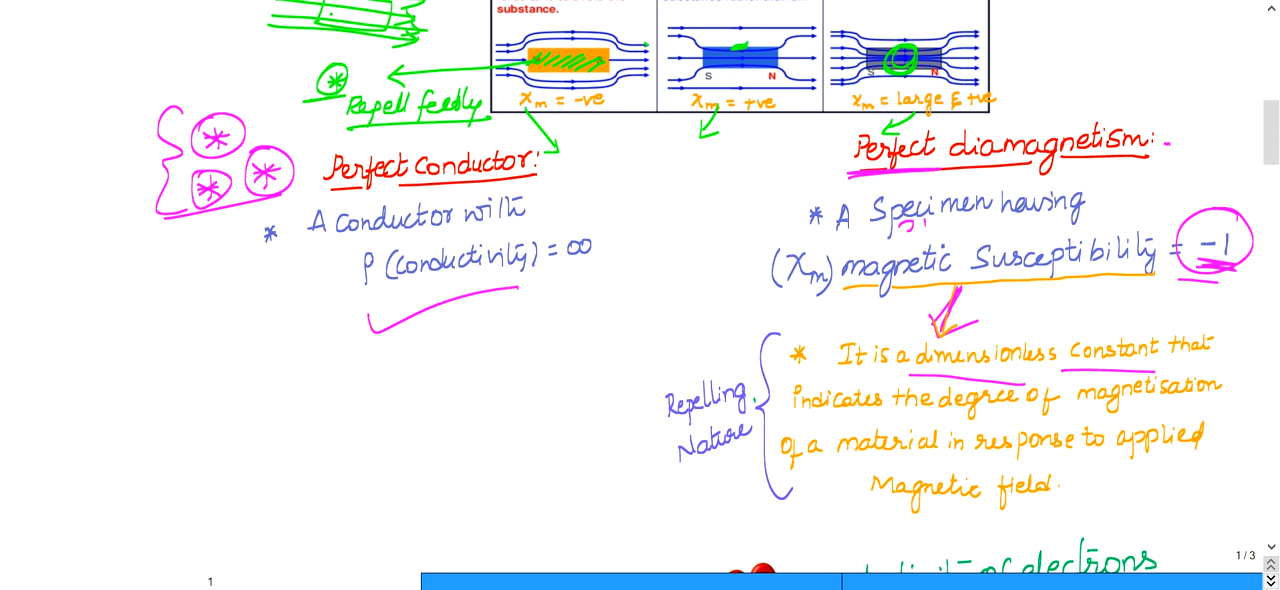 substance.
S
N
S
N
χm = -ve
χm = +ve
χm = large & +ve
* Repell feebly
* * *
Perfect conductor:
* A conductor with
ρ (conductivity) = ∞
Perfect diamagnetism:-
* A Specimen having
(χm) magnetic Susceptibility = -1
Repelling
Nature
* It is a dimensionless constant that
indicates the degree of magnetisation
of a material in response to applied
Magnetic field.
of electrons
1 / 3
1